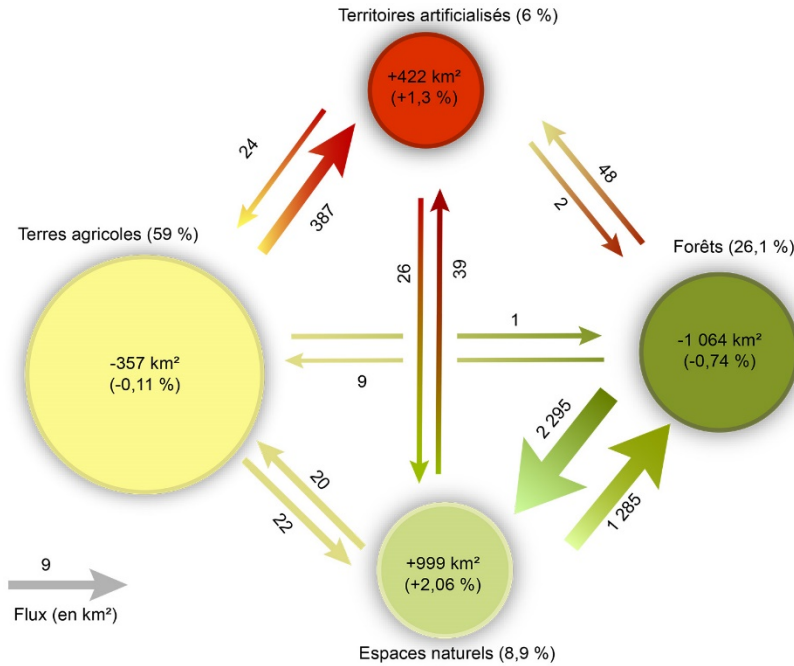 Territoires artificialisés (6 %)
+422 km²
(+1,3 %)
24
387
48
2
Terres agricoles (59 %)
Forêts (26,1 %)
26
39
1
-357 km²
(-0,11 %)
-1 064 km²
(-0,74 %)
9
2 295
1 285
20
22
+999 km²
(+2,06 %)
9
Flux (en km²)
Espaces naturels (8,9 %)